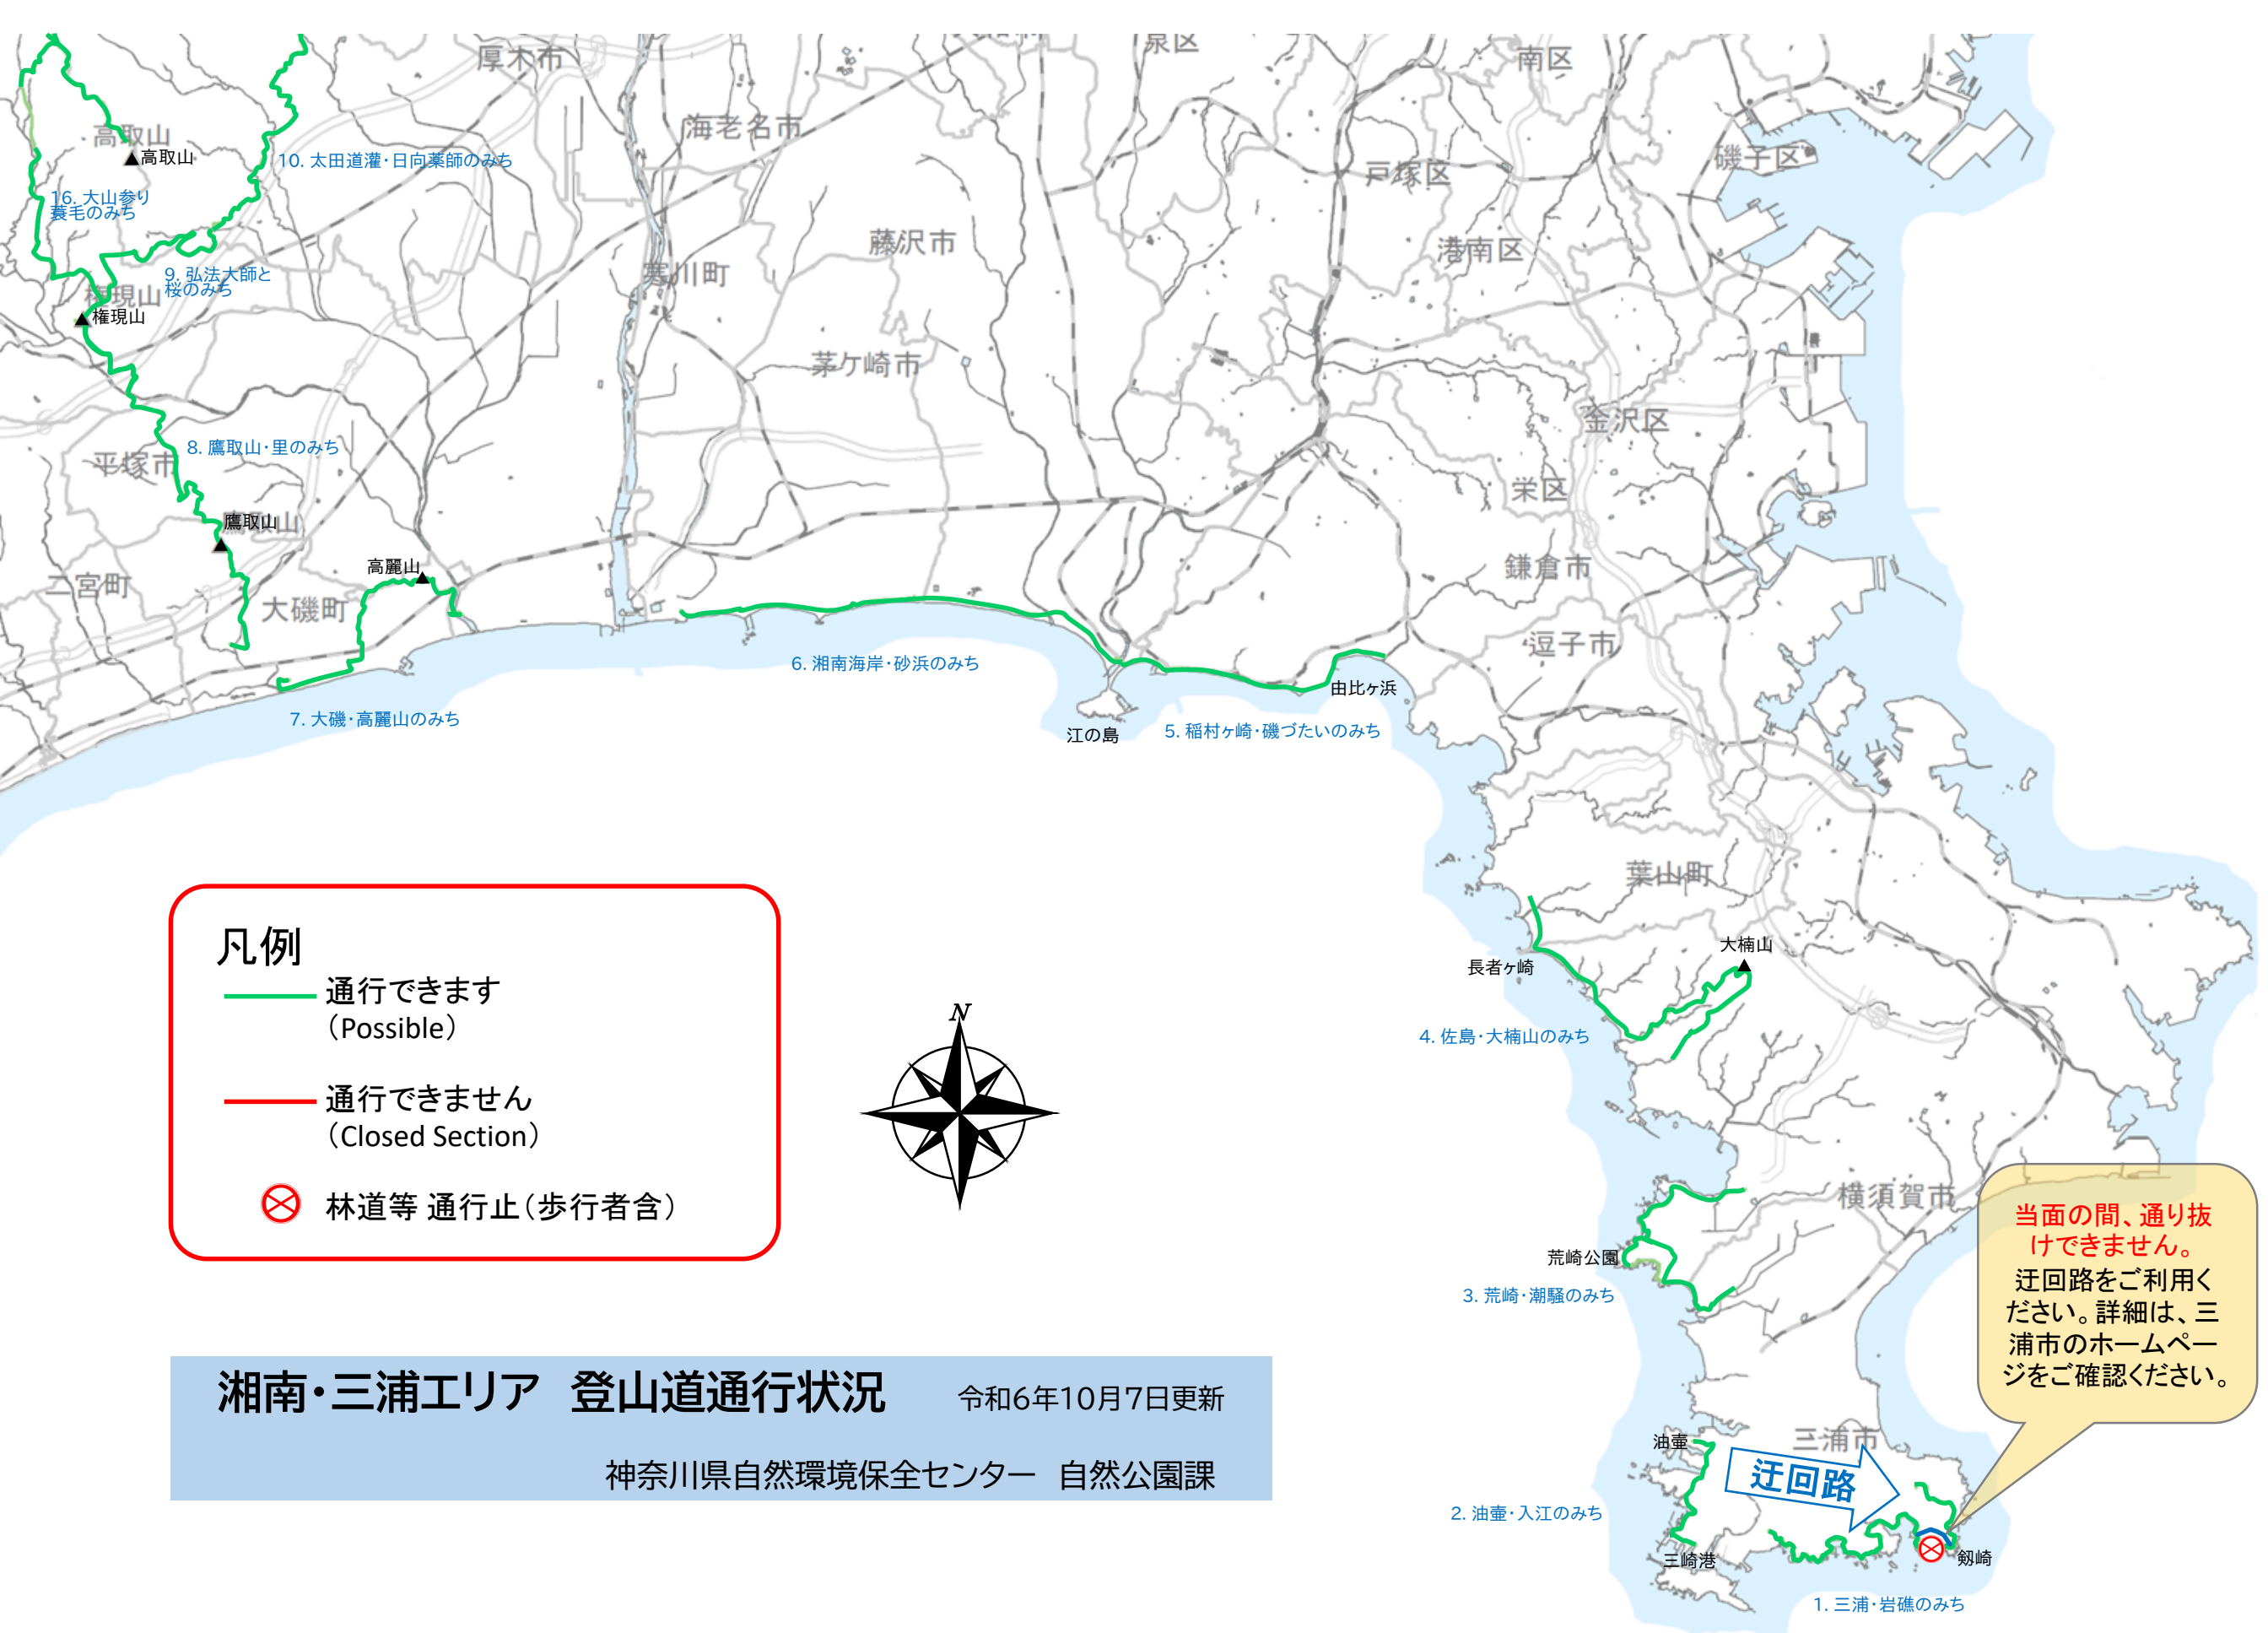 泉区
厚木市
南区
海老名市
高取山
高取山
磯子区
10. 太田道灌・日向薬師のみち
戸塚区
16. 大山参り
蓑毛のみち
藤沢市
港南区
寒川町
9. 弘法大師と
桜のみち
権現山
権現山
茅ケ崎市
金沢区
8. 鷹取山・里のみち
平塚市
栄区
鷹取山
鷹取山
高麗山
鎌倉市
二宮町
大磯町
逗子市
6. 湘南海岸・砂浜のみち
由比ヶ浜
7. 大磯・高麗山のみち
江の島
5. 稲村ヶ崎・磯づたいのみち
葉山町
大楠山
長者ヶ崎
4. 佐島・大楠山のみち
凡例
通行できます
（Possible）
通行できません
（Closed Section）
林道等 通行止（歩行者含）
N
横須賀市
荒崎公園
3. 荒崎・潮騒のみち
当面の間、通り抜
けできません。
迂回路をご利用く
ださい。詳細は、三
浦市のホームペー
ジをご確認ください。
湘南・三浦エリア　登山道通行状況
令和6年10月7日更新
神奈川県自然環境保全センター　自然公園課
油壷
三浦市
迂回路
2. 油壷・入江のみち
三崎港
剱崎
1. 三浦・岩礁のみち